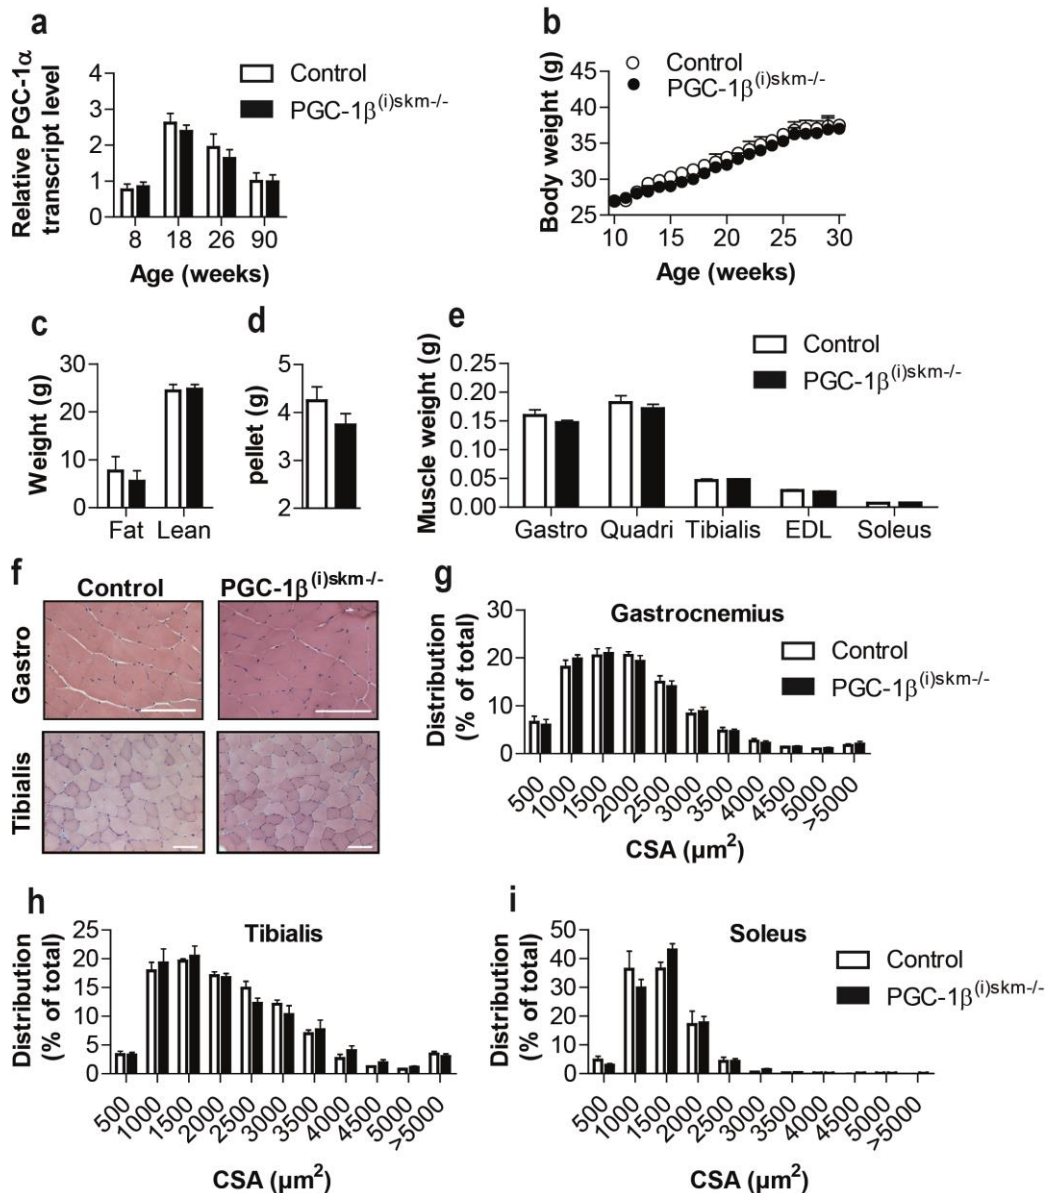 a
Relative PGC-1α
transcript level
4
3
2
1
0
8 18 26 90
Age (weeks)
Control
PGC-1β(i)skm-/-
b
Body weight (g)
45
40
35
30
25
10 15 20 25 30
Age (weeks)
Control
PGC-1β(i)skm-/-
c
Weight (g)
30
20
10
0
Fat Lean
d
pellet (g)
5
4
3
2
e
Muscle weight (g)
0.25
0.20
0.15
0.10
0.05
0.00
Gastro Quadri Tibialis EDL Soleus
Control
PGC-1β(i)skm-/-
f
Control PGC-1β(i)skm-/-
Gastro
Tibialis
g
Gastrocnemius
Distribution
(% of total)
30
20
10
0
500 1000 1500 2000 2500 3000 3500 4000 4500 5000 >5000
CSA (µm²)
Control
PGC-1β(i)skm-/-
h
Tibialis
Distribution
(% of total)
25
20
15
10
5
0
500 1000 1500 2000 2500 3000 3500 4000 4500 5000 >5000
CSA (µm²)
i
Soleus
Distribution
(% of total)
50
40
30
20
10
0
500 1000 1500 2000 2500 3000 3500 4000 4500 5000 >5000
CSA (µm²)
Control
PGC-1β(i)skm-/-